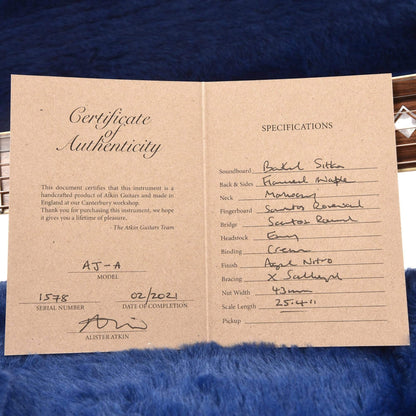 Certificate
of
Authenticity
This document certifies that this instrument is a
handcrafted product of Atkin Guitars and made in
England at our Canterbury workshop.
Thank you for purchasing this instrument, we hope
it gives you a lifetime of pleasure.
The Atkin Guitars Team
AJ-A
MODEL
1578 02/2021
SERIAL NUMBER DATE OF COMPLETION
ALISTER ATKIN
SPECIFICATIONS
Soundboard: Baked Sitka
Back & Sides Flamed Maple
Neck Mahogany
Fingerboard Santos Rosewood
Bridge Santos Rosewood
Headstock Ebony
Binding Cream
Finish Aged Nitro
Bracing X Scalloped
Nut Width 43mm
Scale Length 25.4"
Pickup